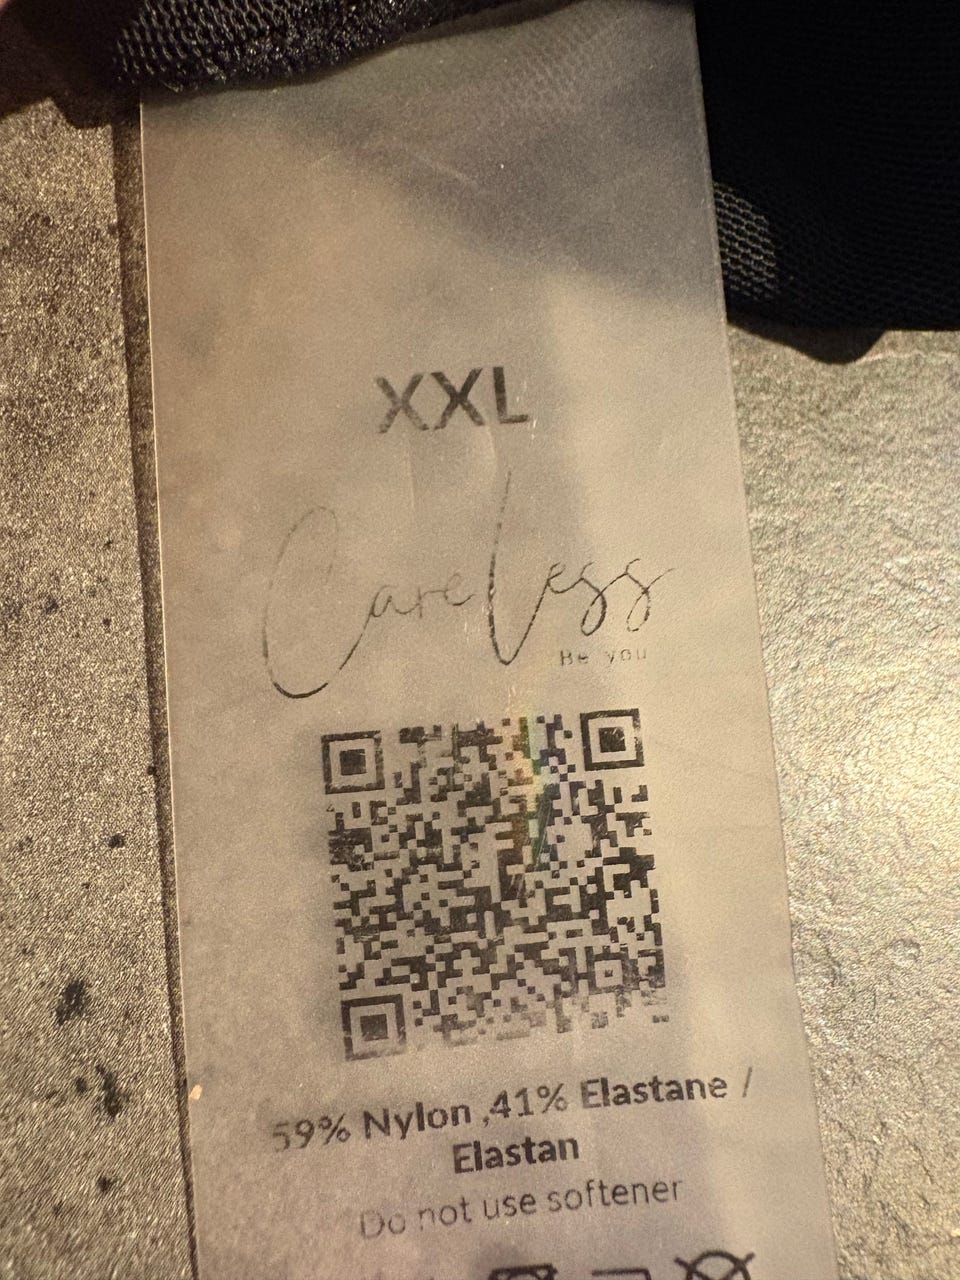 XXL
CareLess
Be you
59% Nylon ,41% Elastane /
Elastan
Do not use softener